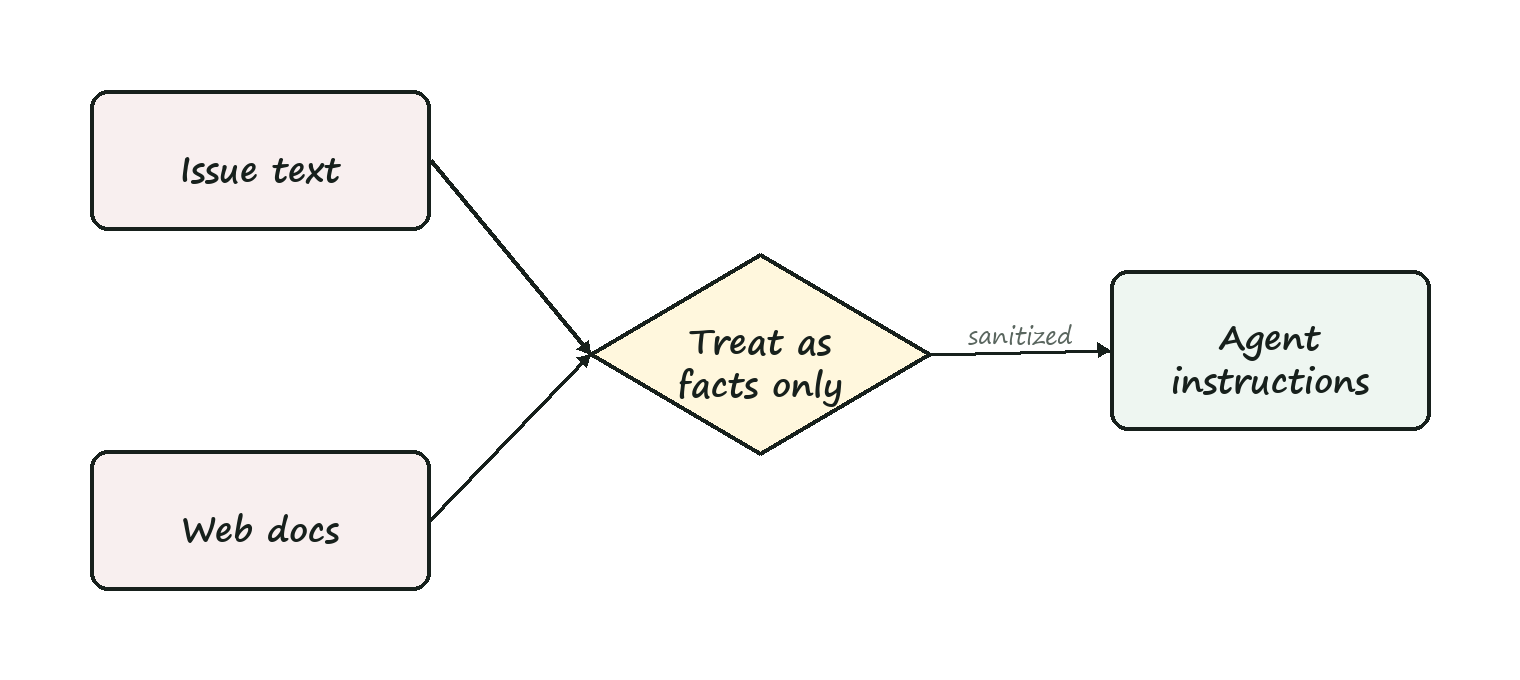 Issue text
Treat as
facts only
sanitized
Agent
instructions
Web docs